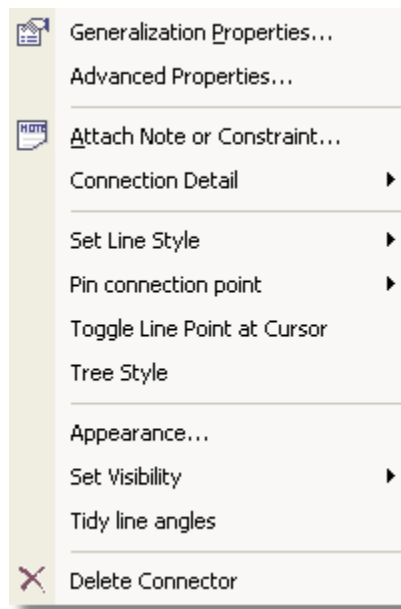 Generalization Properties...
Advanced Properties...
NOTE
Attach Note or Constraint...
Connection Detail
Set Line Style
Pin connection point
Toggle Line Point at Cursor
Tree Style
Appearance...
Set Visibility
Tidy line angles
Delete Connector